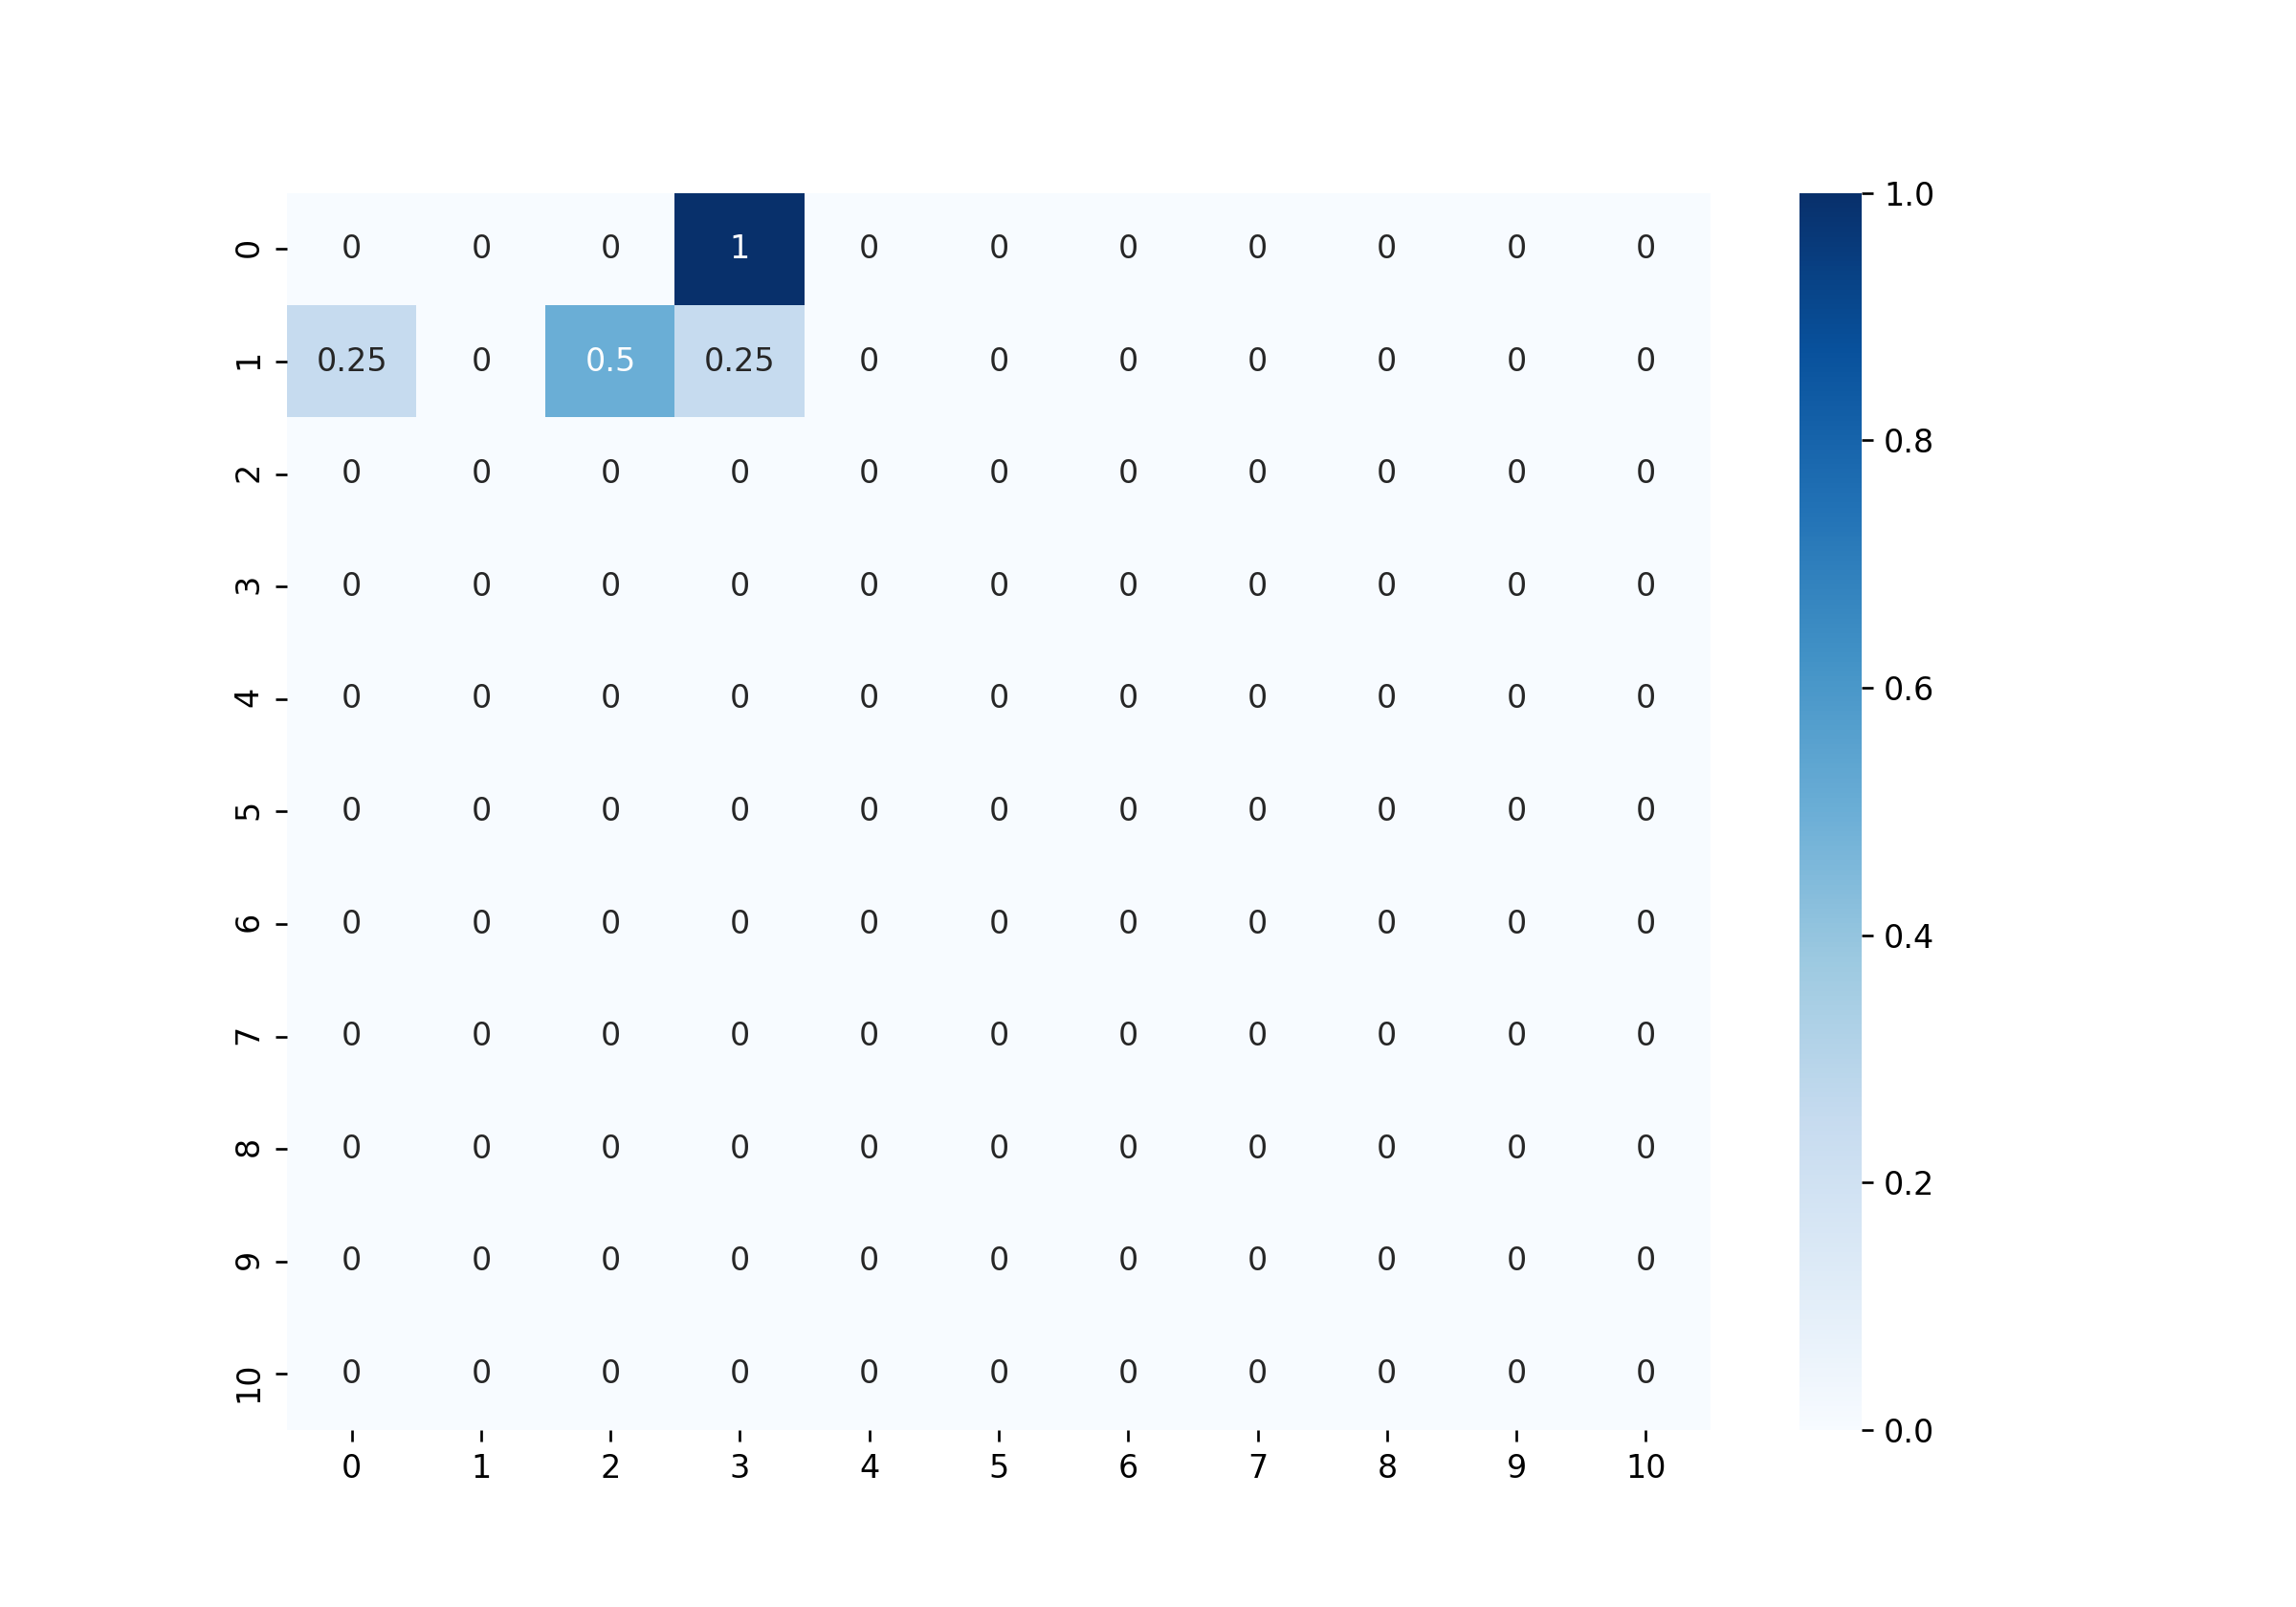 1.0
0 0 0 0 1 0 0 0 0 0 0 0
1 0.25 0 0.5 0.25 0 0 0 0 0 0 0
0.8
2 0 0 0 0 0 0 0 0 0 0 0
3 0 0 0 0 0 0 0 0 0 0 0
0.6
4 0 0 0 0 0 0 0 0 0 0 0
5 0 0 0 0 0 0 0 0 0 0 0
6 0 0 0 0 0 0 0 0 0 0 0
0.4
7 0 0 0 0 0 0 0 0 0 0 0
8 0 0 0 0 0 0 0 0 0 0 0
0.2
9 0 0 0 0 0 0 0 0 0 0 0
10 0 0 0 0 0 0 0 0 0 0 0
0.0
0 1 2 3 4 5 6 7 8 9 10